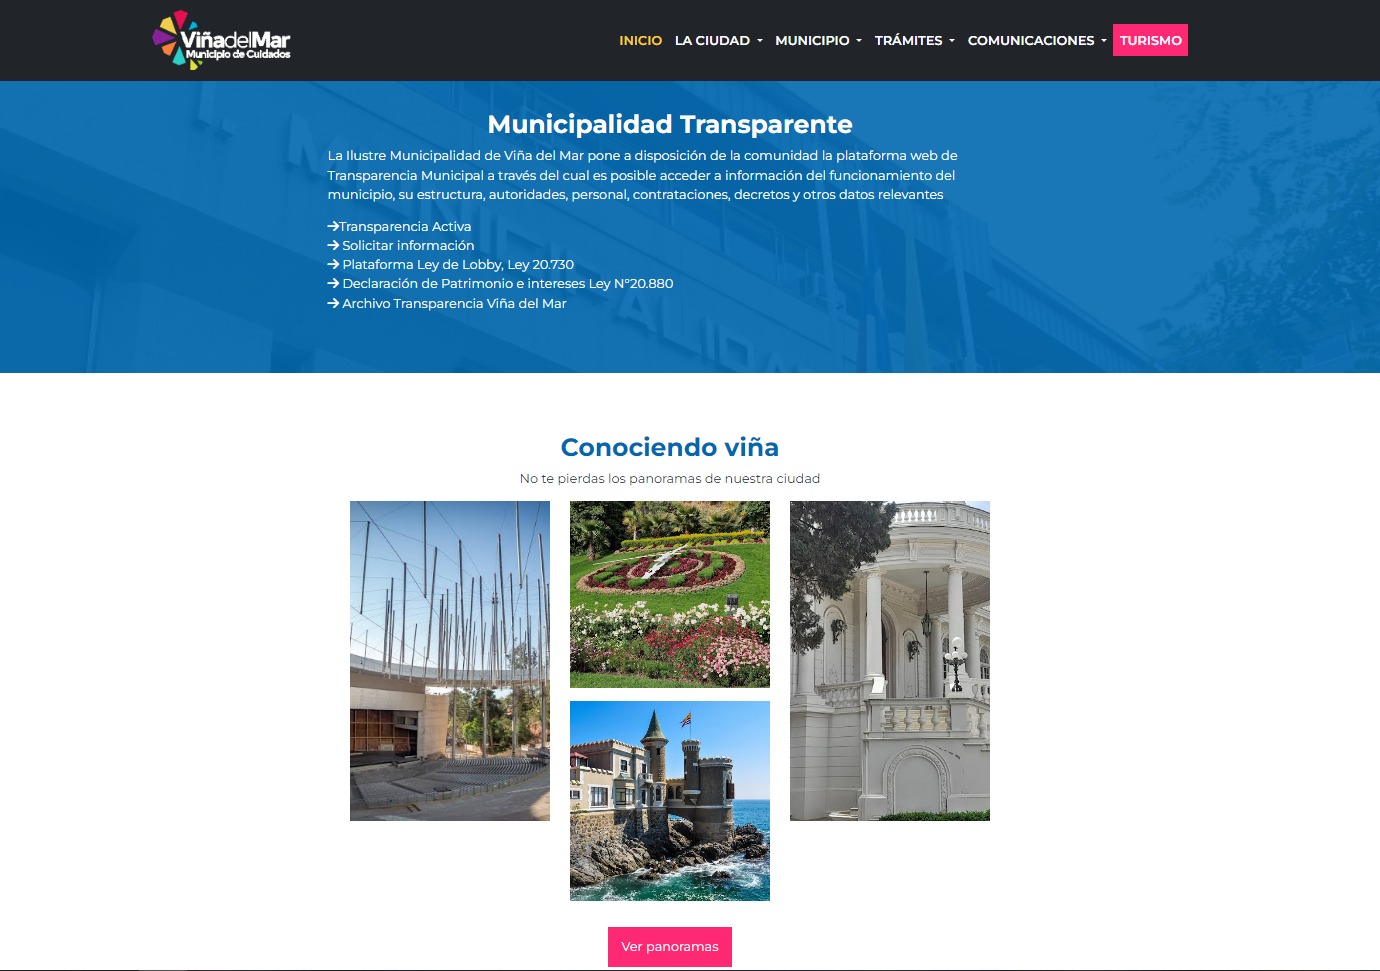 ViñadelMar
Municipio de Cuidados
INICIO LA CIUDAD MUNICIPIO TRÁMITES COMUNICACIONES TURISMO
Municipalidad Transparente
La Ilustre Municipalidad de Viña del Mar pone a disposición de la comunidad la plataforma web de
Transparencia Municipal a través del cual es posible acceder a información del funcionamiento del
municipio, su estructura, autoridades, personal, contrataciones, decretos y otros datos relevantes
→Transparencia Activa
→ Solicitar información
→ Plataforma Ley de Lobby, Ley 20.730
→ Declaración de Patrimonio e intereses Ley N°20.880
→ Archivo Transparencia Viña del Mar
Conociendo viña
No te pierdas los panoramas de nuestra ciudad
Ver panoramas